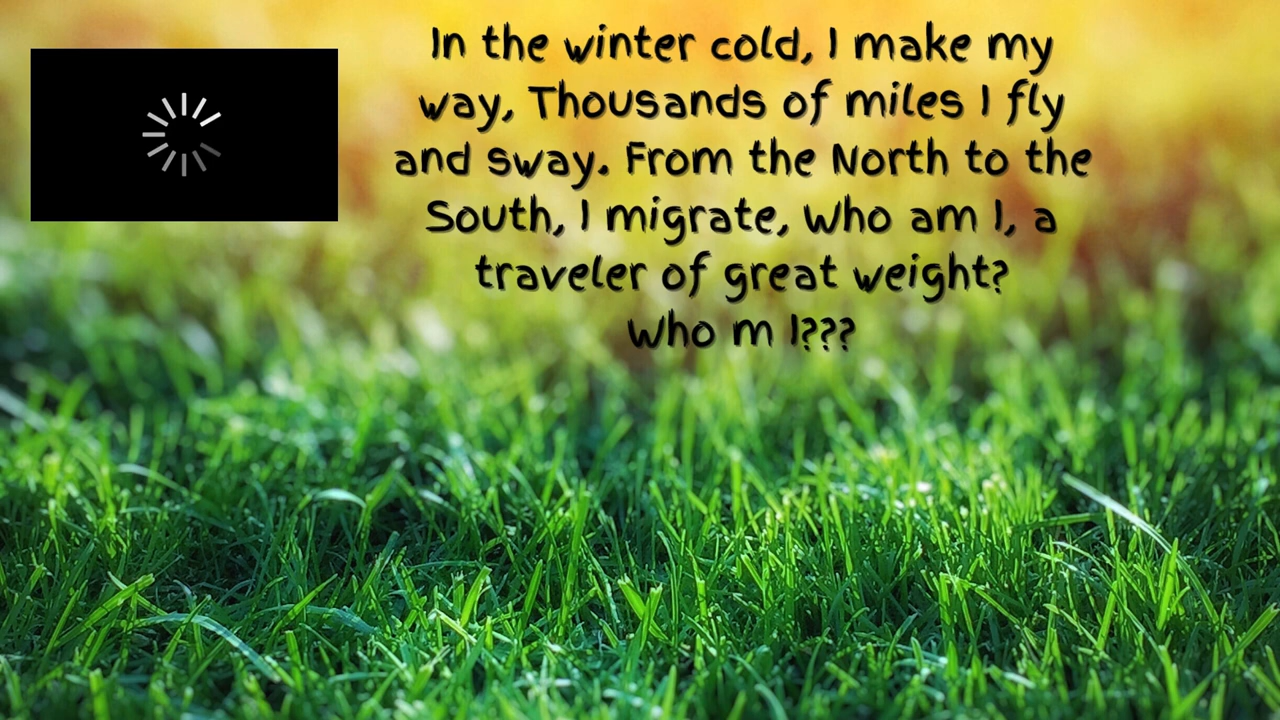 In the winter cold, I make my
way, Thousands of miles I fly
and sway. From the North to the
South, I migrate, Who am I, a
traveler of great weight?
Who m I???